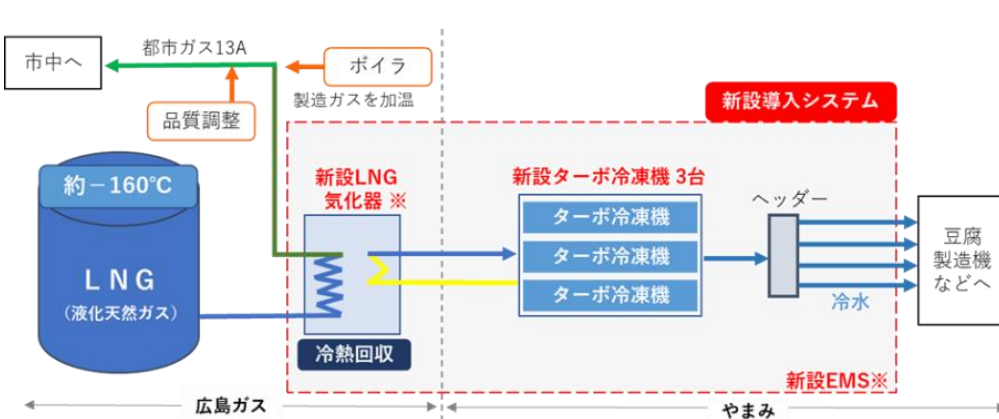 市中へ
都市ガス13A
ボイラ
製造ガスを加温
品質調整
新設導入システム
約－160℃
LNG
（液化天然ガス）
新設LNG
気化器 ※
冷熱回収
新設ターボ冷凍機 3台
ターボ冷凍機
ターボ冷凍機
ターボ冷凍機
ヘッダー
冷水
豆腐
製造機
などへ
新設EMS※
広島ガス
やまみ